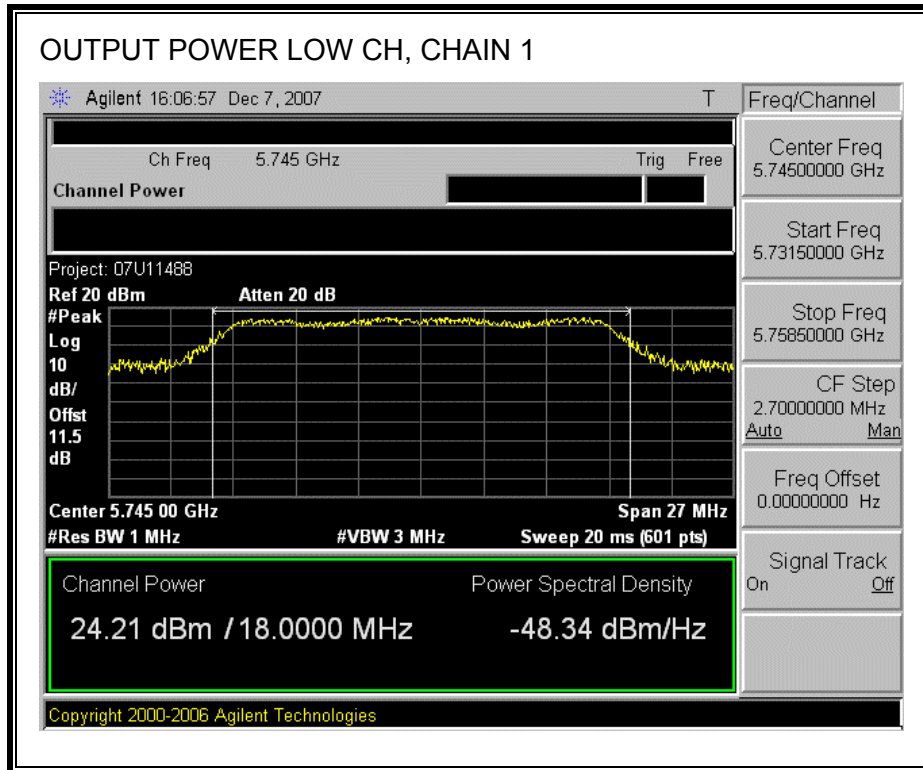 OUTPUT POWER LOW CH, CHAIN 1
Agilent 16:06:57 Dec 7, 2007 T
Freq/Channel
Ch Freq 5.745 GHz Trig Free
Channel Power
Center Freq
5.74500000 GHz
Start Freq
5.73150000 GHz
Project: 07U11488
Ref 20 dBm Atten 20 dB
#Peak
Log
10
dB/
Offst
11.5
dB
Stop Freq
5.75850000 GHz
CF Step
2.70000000 MHz
Auto Man
Freq Offset
0.00000000 Hz
Center 5.745 00 GHz Span 27 MHz
#Res BW 1 MHz #VBW 3 MHz Sweep 20 ms (601 pts)
Signal Track
On Off
Channel Power Power Spectral Density
24.21 dBm / 18.0000 MHz -48.34 dBm/Hz
Copyright 2000-2006 Agilent Technologies